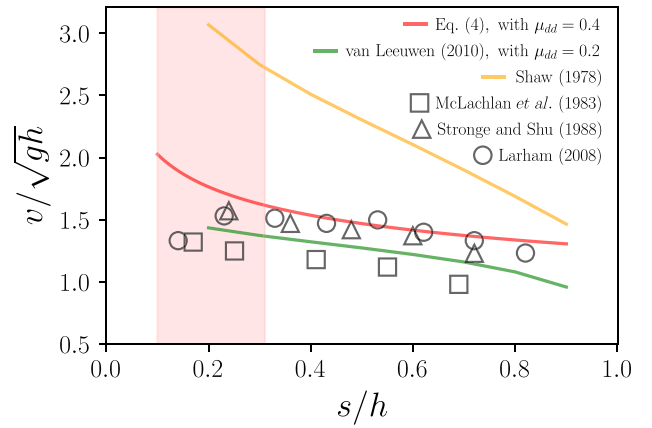 3.0
2.5
2.0
1.5
1.0
0.5
v/√gh
0.0
0.2
0.4
0.6
0.8
1.0
s/h
Eq. (4), with μ_dd = 0.4
van Leeuwen (2010), with μ_dd = 0.2
Shaw (1978)
McLachlan et al. (1983)
Stronge and Shu (1988)
Larham (2008)